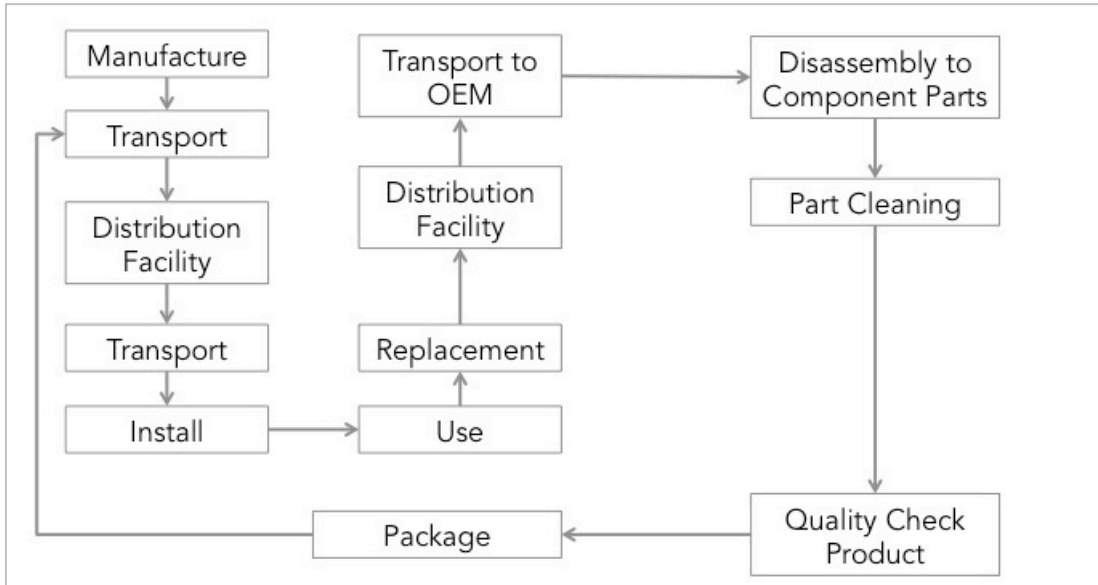 Manufacture
Transport
Distribution
Facility
Transport
Install
Transport to
OEM
Distribution
Facility
Replacement
Use
Disassembly to
Component Parts
Part Cleaning
Quality Check
Product
Package